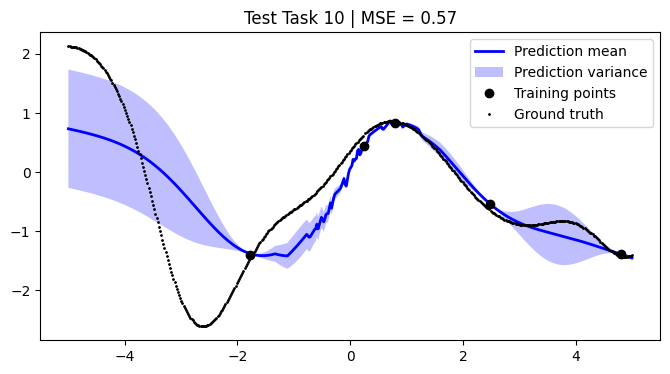 Test Task 10 | MSE = 0.57
Prediction mean
Prediction variance
Training points
Ground truth
2
1
0
−1
−2
−4
−2
0
2
4